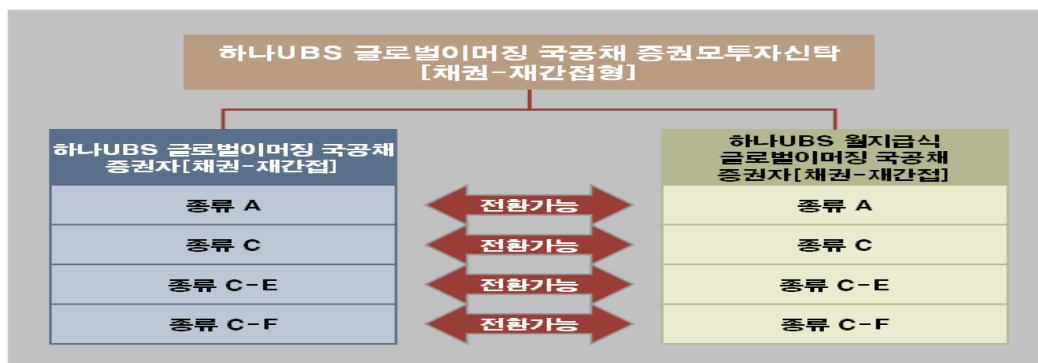 하나UBS 글로벌이머징 국공채 증권모투자신탁
[채권-재간접형]
하나UBS 글로벌이머징 국공채
증권자[채권-재간접]
하나UBS 월지급식
글로벌이머징 국공채
증권자[채권-재간접]
종류 A
전환가능
종류 A
종류 C
전환가능
종류 C
종류 C-E
전환가능
종류 C-E
종류 C-F
전환가능
종류 C-F